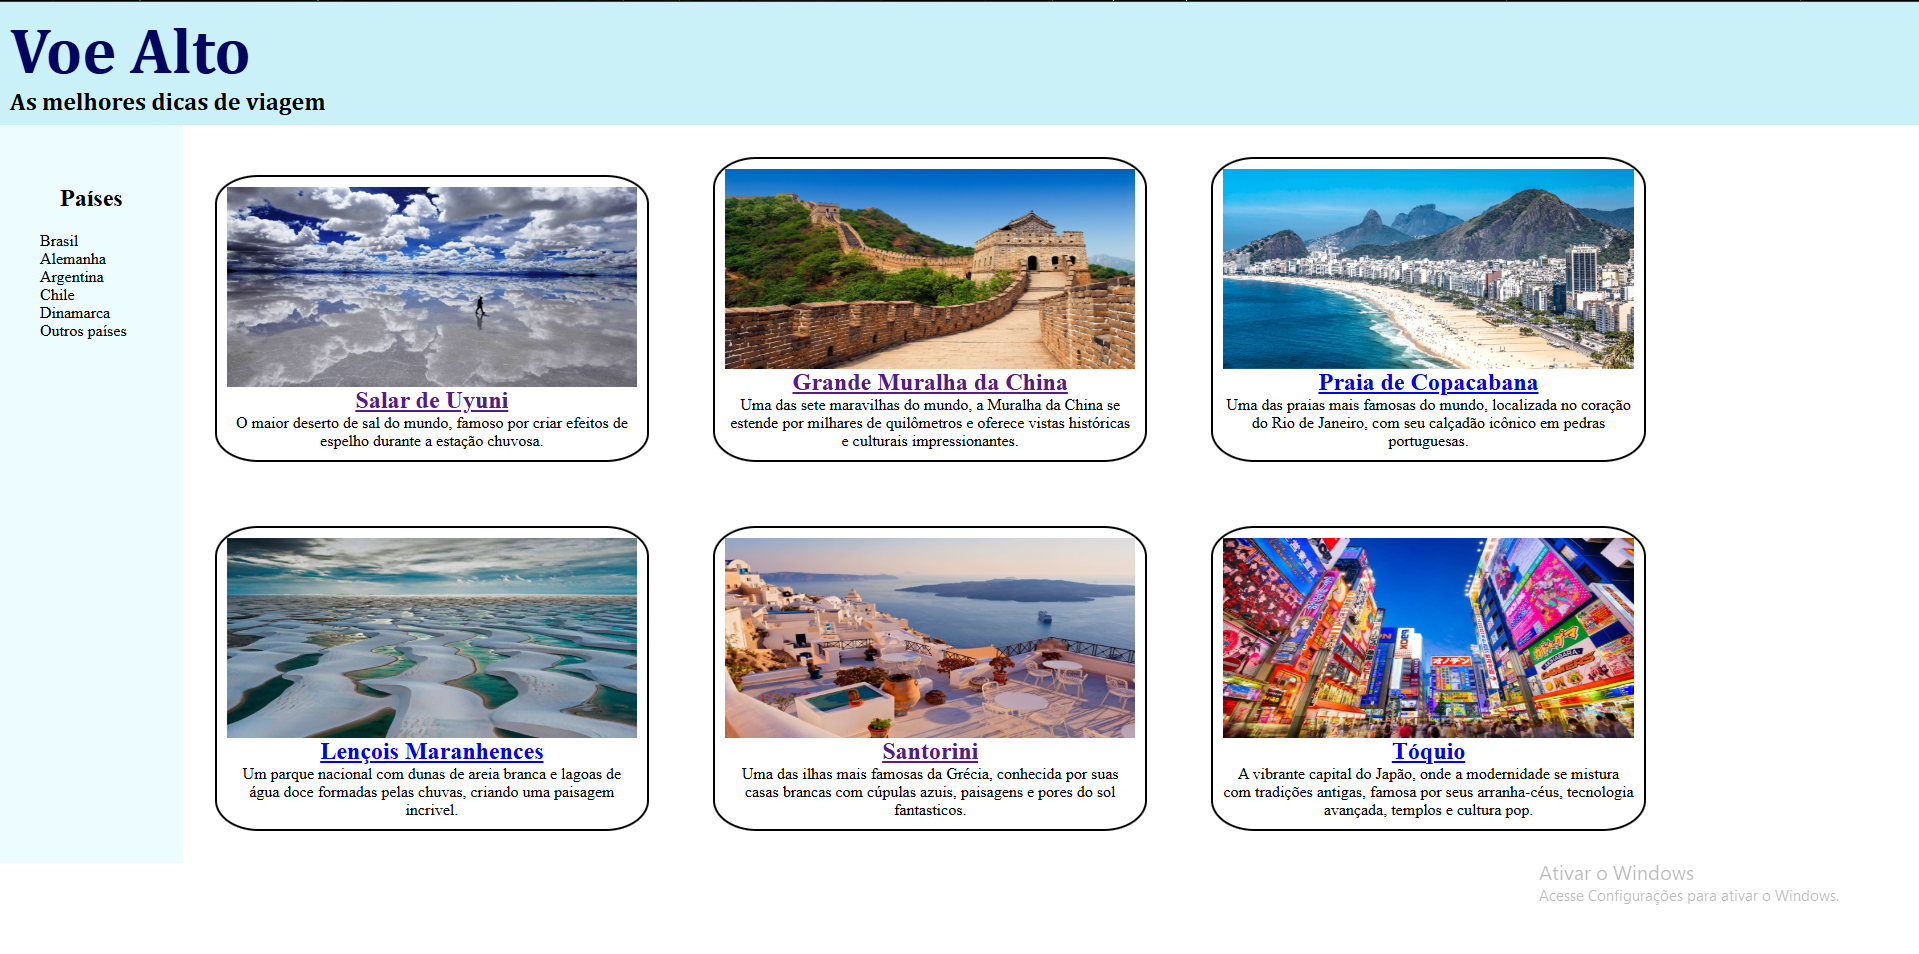 Voe Alto
As melhores dicas de viagem
Países
Brasil
Alemanha
Argentina
Chile
Dinamarca
Outros países
Salar de Uyuni
O maior deserto de sal do mundo, famoso por criar efeitos de
espelho durante a estação chuvosa.
Grande Muralha da China
Uma das sete maravilhas do mundo, a Muralha da China se
estende por milhares de quilômetros e oferece vistas históricas
e culturais impressionantes.
Praia de Copacabana
Uma das praias mais famosas do mundo, localizada no coração
do Rio de Janeiro, com seu calçadão icônico em pedras
portuguesas.
Lençois Maranhences
Um parque nacional com dunas de areia branca e lagoas de
água doce formadas pelas chuvas, criando uma paisagem
incrivel.
Santorini
Uma das ilhas mais famosas da Grécia, conhecida por suas
casas brancas com cúpulas azuis, paisagens e pores do sol
fantasticos.
オノデン
Tóquio
A vibrante capital do Japão, onde a modernidade se mistura
com tradições antigas, famosa por seus arranha-céus, tecnologia
avançada, templos e cultura pop.
Ativar o Windows
Acesse Configurações para ativar o Windows.